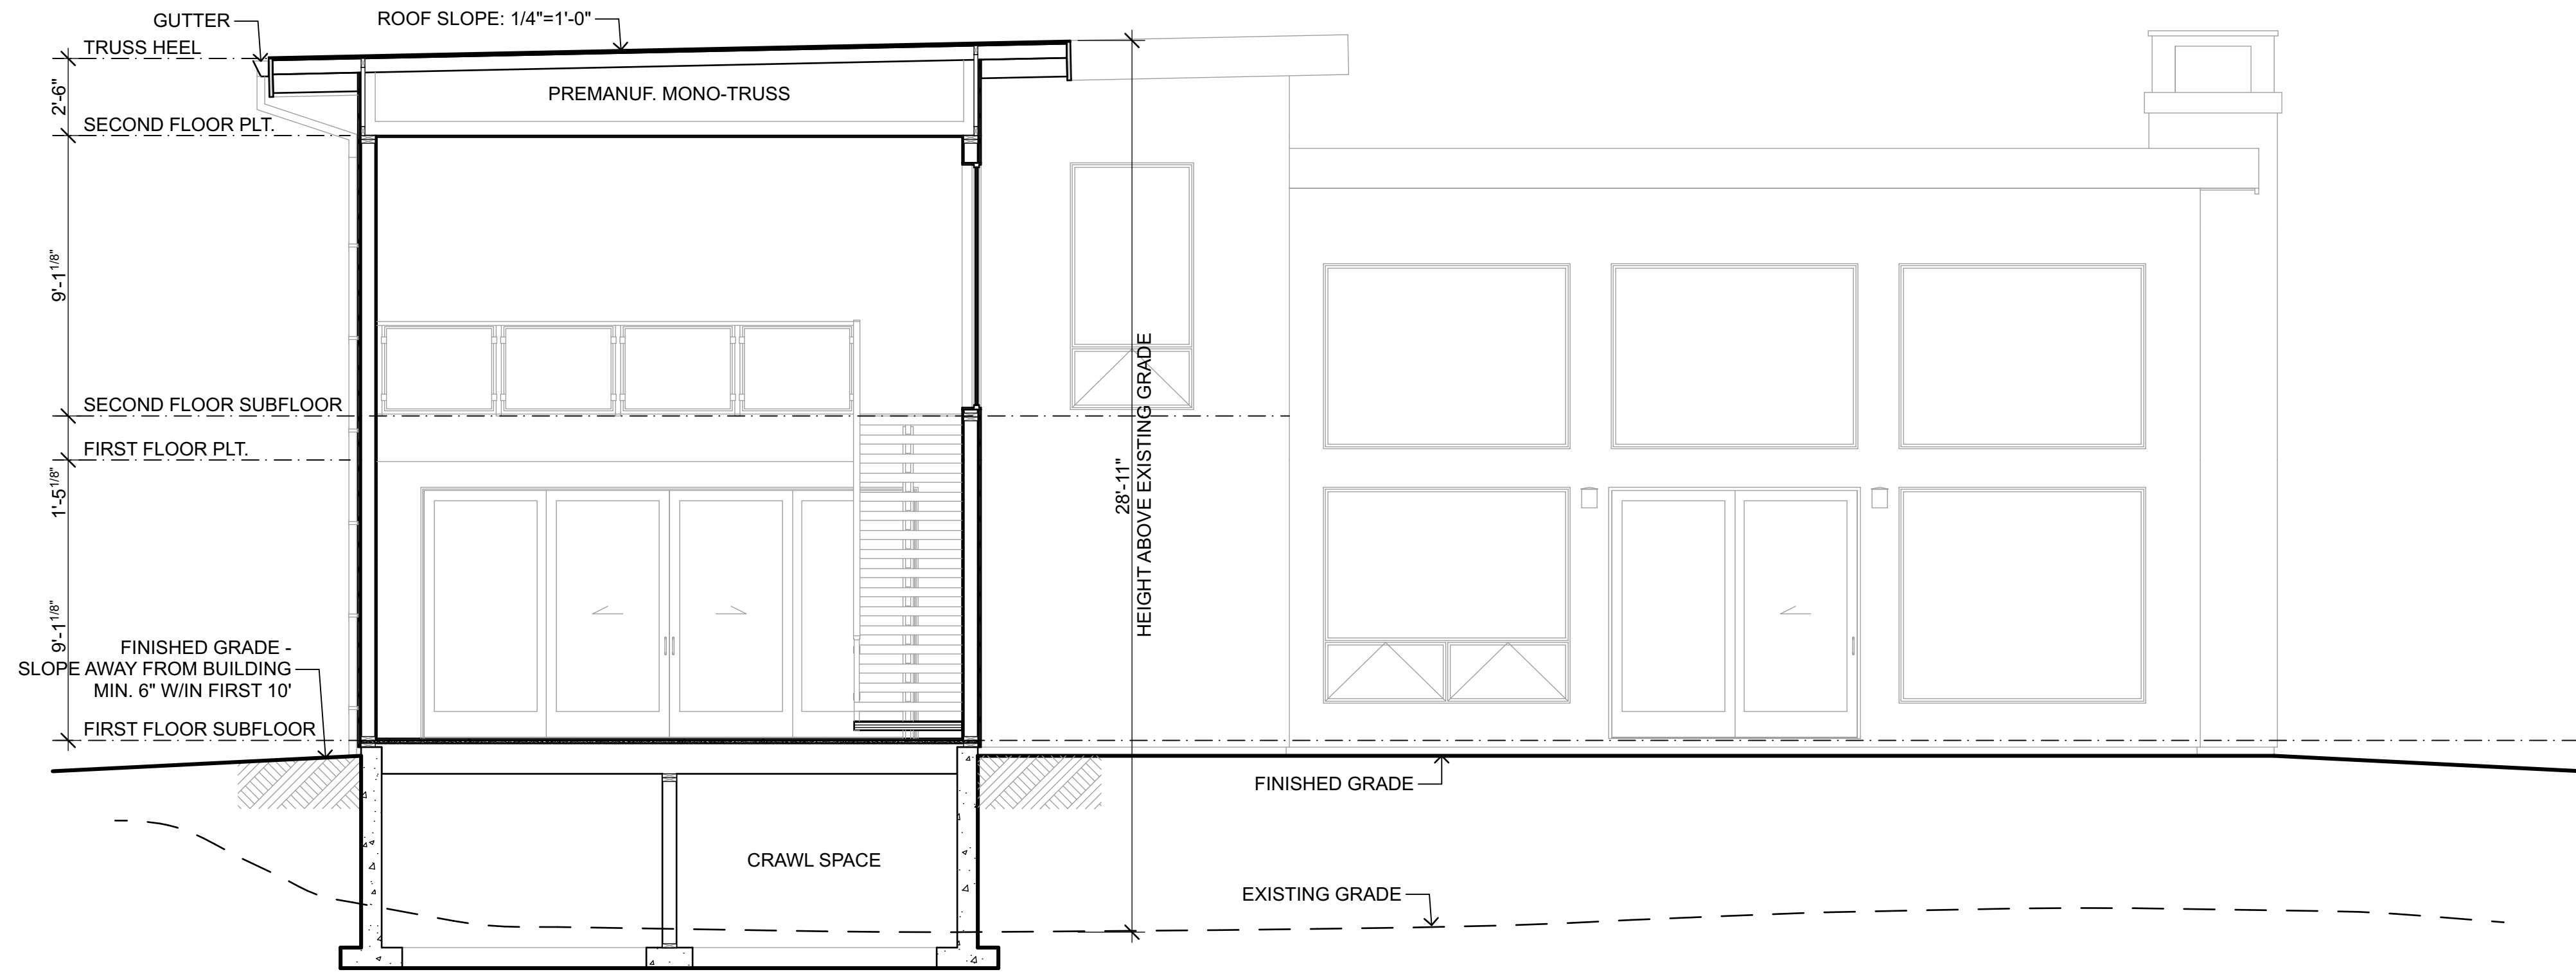 GUTTER
ROOF SLOPE: 1/4"=1'-0"
TRUSS HEEL
2'-6"
PREMANUF. MONO-TRUSS
SECOND FLOOR PLT.
9'-1 1/8"
SECOND FLOOR SUBFLOOR
FIRST FLOOR PLT.
1'-5 1/8"
28'-11"
HEIGHT ABOVE EXISTING GRADE
9'-1 1/8"
FINISHED GRADE -
SLOPE AWAY FROM BUILDING
MIN. 6" W/IN FIRST 10'
FIRST FLOOR SUBFLOOR
FINISHED GRADE
CRAWL SPACE
EXISTING GRADE